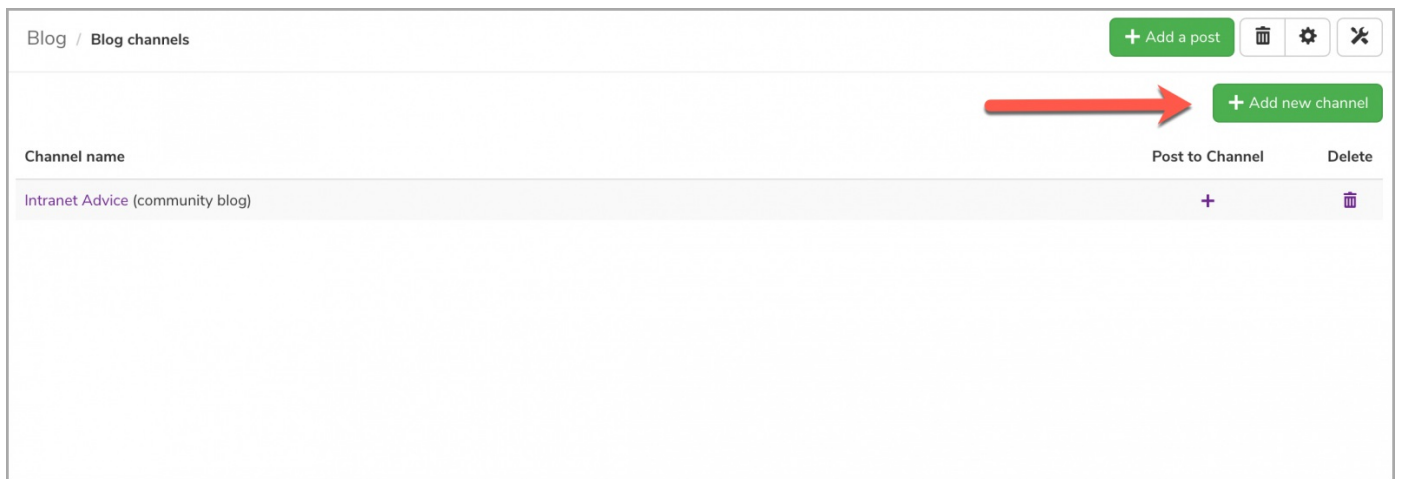 Blog / Blog channels
+ Add a post
+ Add new channel
Channel name Post to Channel Delete
Intranet Advice (community blog)